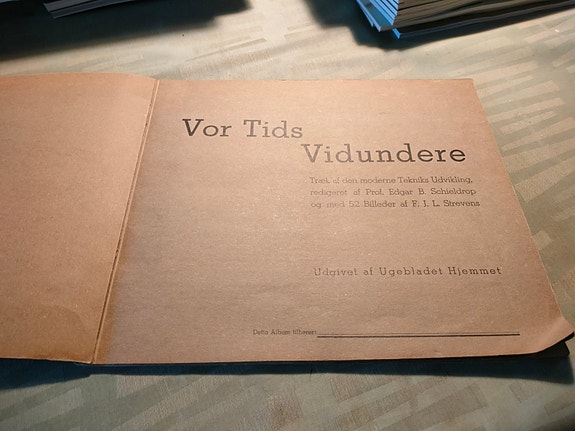 Vor Tids
Vidundere
Træk af den moderne Tekniks Udvikling,
redigeret af Prof. Edgar B. Schieldrop
og med 52 Billeder af F. I. L. Strevens
Udgivet af Ugebladet Hjemmet
Dette Album tilhører: